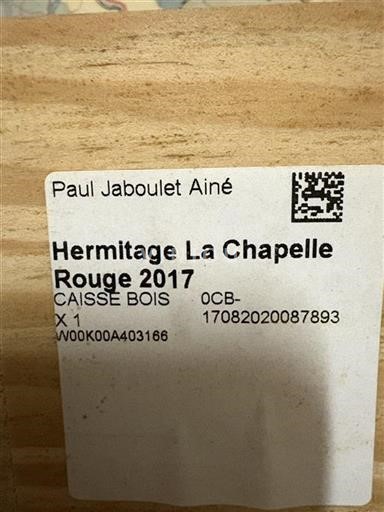 Paul Jaboulet Ainé
Hermitage La Chapelle
Rouge 2017
CAISSE BOIS 0CB-
X 1 17082020087893
W00K00A403166